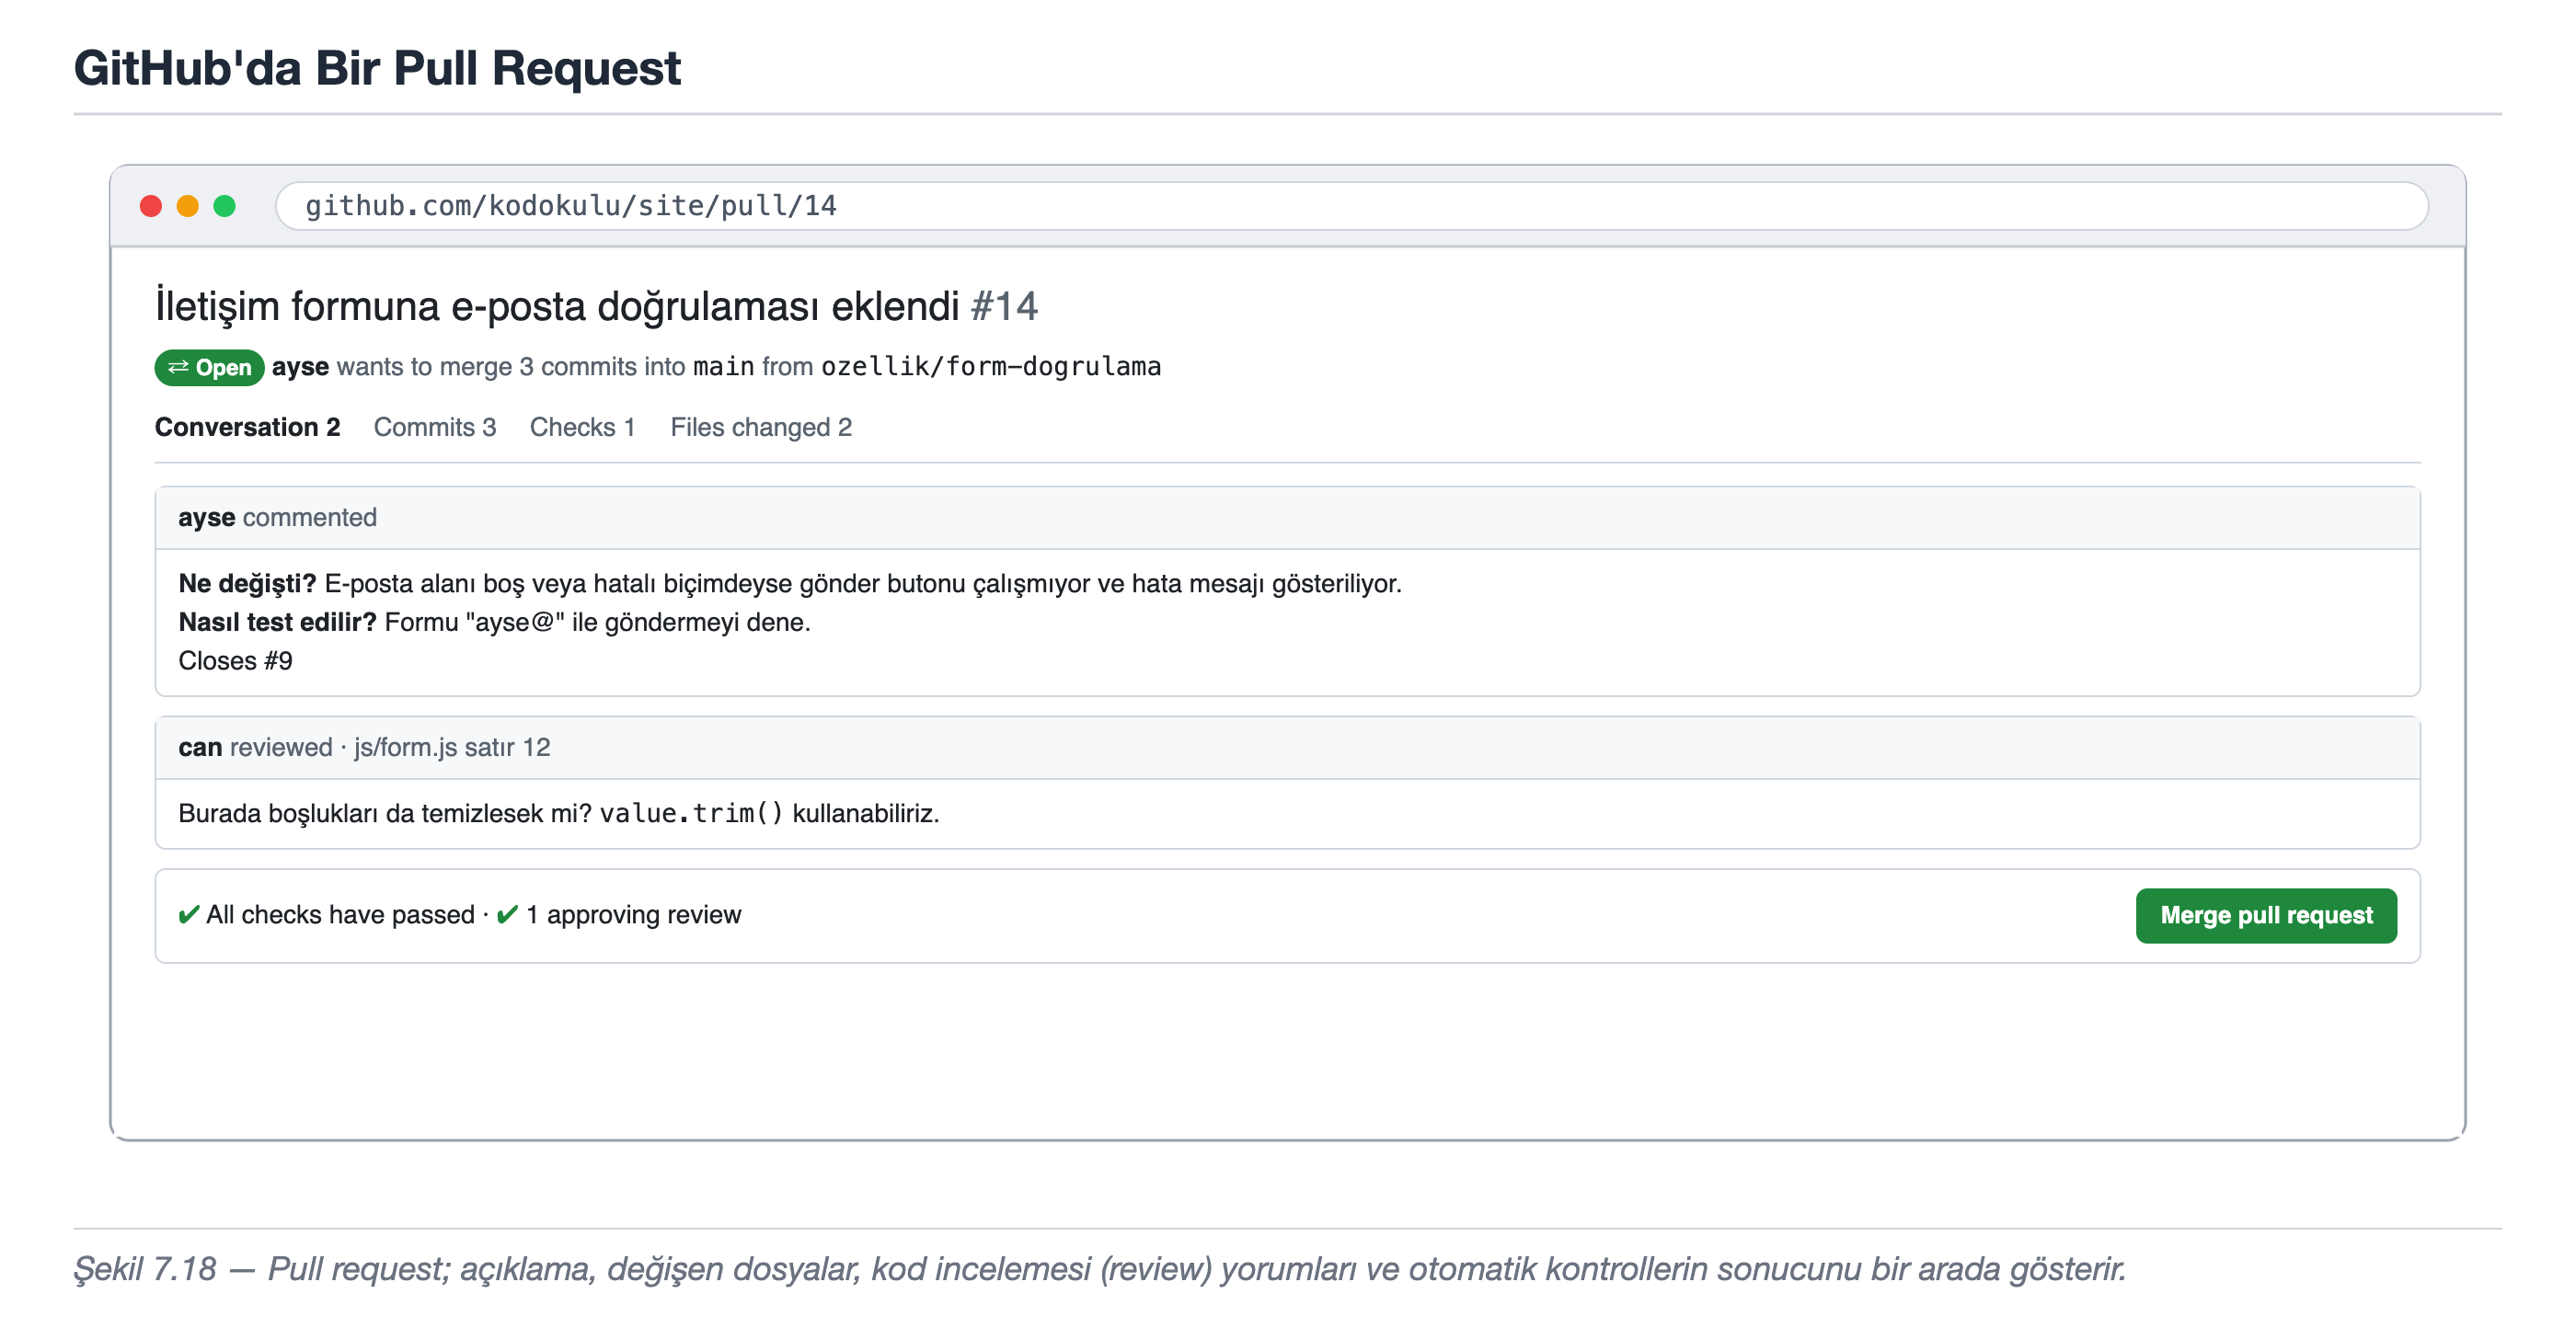 GitHub'da Bir Pull Request
github.com/kodokulu/site/pull/14
İletişim formuna e-posta doğrulaması eklendi #14
⇄ Open ayse wants to merge 3 commits into main from ozellik/form-dogrulama
Conversation 2 Commits 3 Checks 1 Files changed 2
ayse commented
Ne değişti? E-posta alanı boş veya hatalı biçimdeyse gönder butonu çalışmıyor ve hata mesajı gösteriliyor.
Nasıl test edilir? Formu "ayse@" ile göndermeyi dene.
Closes #9
can reviewed · js/form.js satır 12
Burada boşlukları da temizlesek mi? value.trim() kullanabiliriz.
✔ All checks have passed · ✔ 1 approving review
Merge pull request
Şekil 7.18 — Pull request; açıklama, değişen dosyalar, kod incelemesi (review) yorumları ve otomatik kontrollerin sonucunu bir arada gösterir.